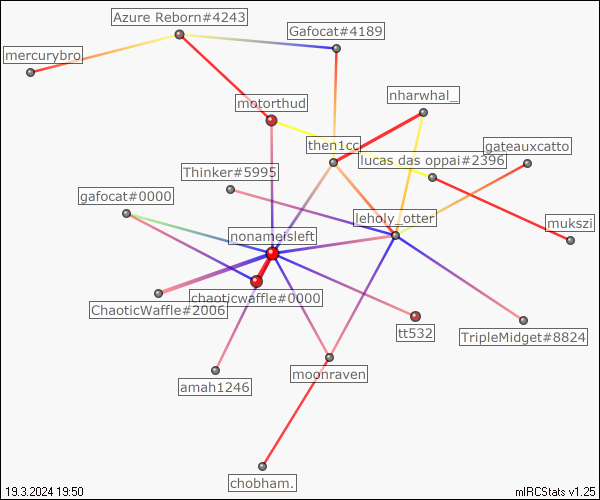 Azure Reborn#4243
Gafocat#4189
mercurybro
nharwhal_
motorthud
then1cc
gateauxcatto
lucas das oppai#2396
Thinker#5995
gafocat#0000
leholy_otter
mukszi
nonameisleft
chaoticwaffle#0000
ChaoticWaffle#2006
tt532
TripleMidget#8824
moonraven
amah1246
chobham.
19.3.2024 19:50
mIRCStats v1.25